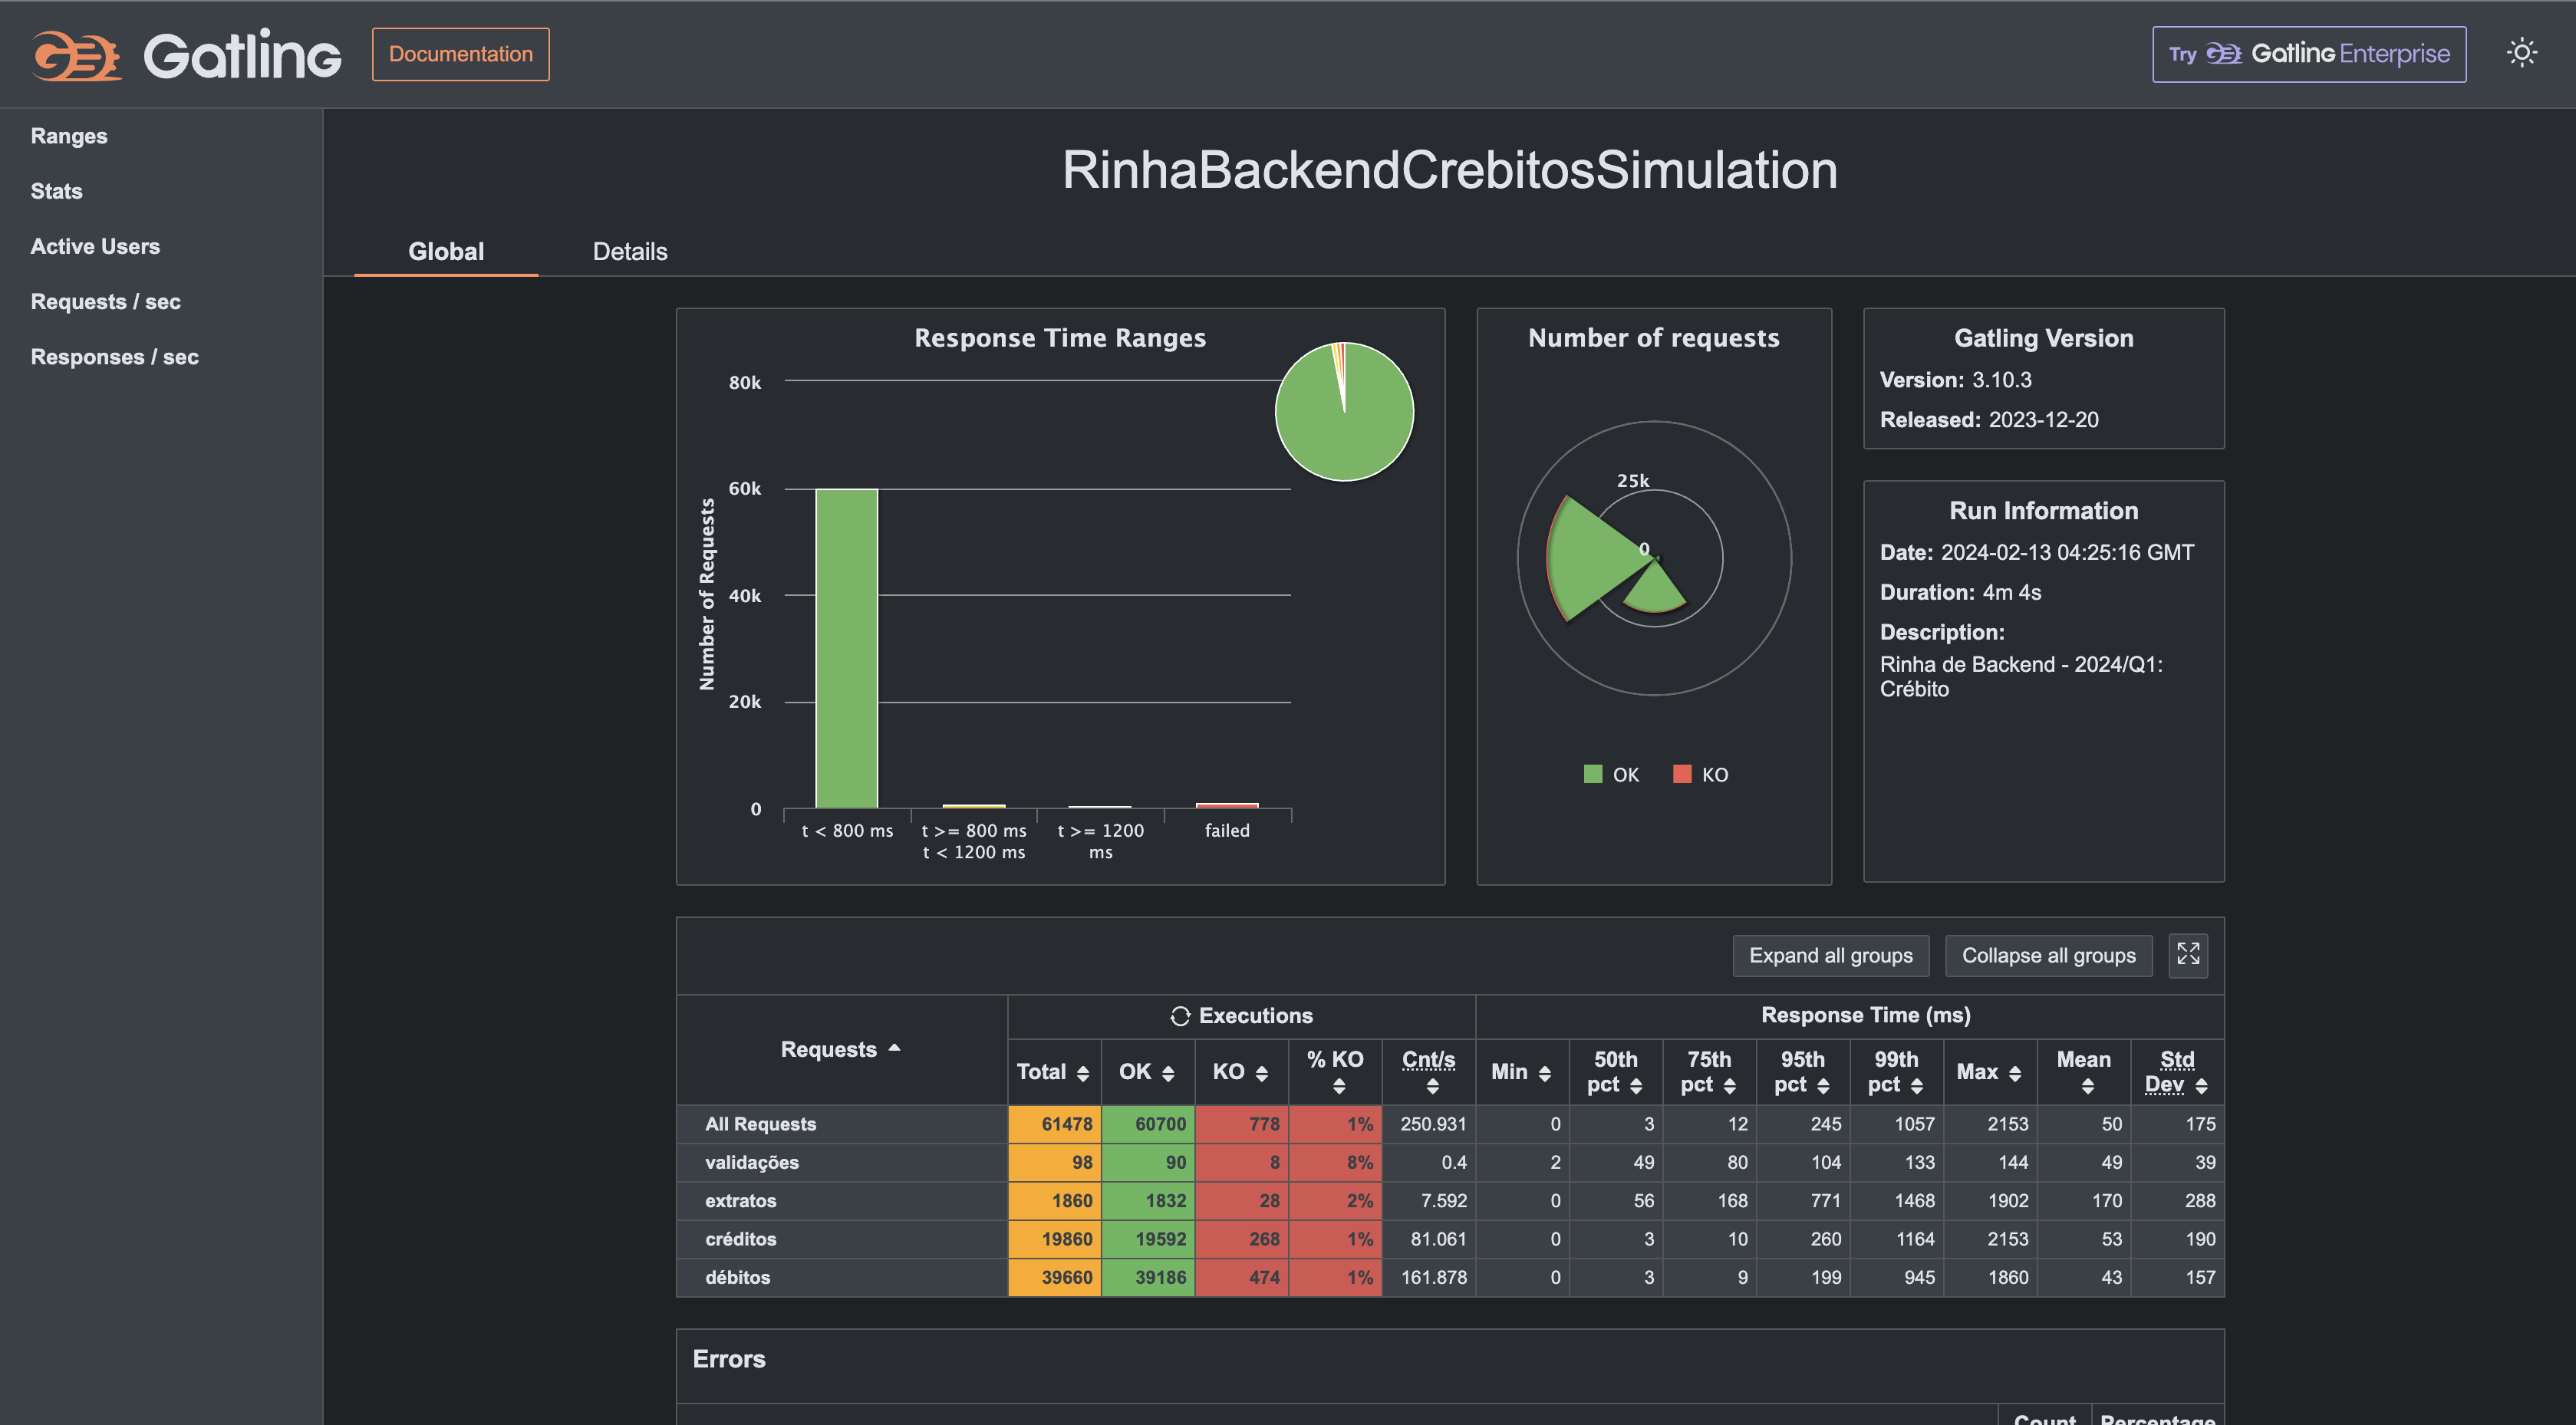 Gatling
Documentation
Try Gatling Enterprise
Ranges
Stats
Active Users
Requests / sec
Responses / sec
RinhaBackendCrebitosSimulation
Global Details
Response Time Ranges
80k
60k
40k
20k
0
Number of Requests
t < 800 ms
t >= 800 ms
t < 1200 ms
t >= 1200
ms
failed
Number of requests
25k
0
OK KO
Gatling Version
Version: 3.10.3
Released: 2023-12-20
Run Information
Date: 2024-02-13 04:25:16 GMT
Duration: 4m 4s
Description:
Rinha de Backend - 2024/Q1:
Crébito
Expand all groups Collapse all groups
Requests Executions Response Time (ms)
Total OK KO % KO Cnt/s Min 50th pct 75th pct 95th pct 99th pct Max Mean Std Dev
All Requests 61478 60700 778 1% 250.931 0 3 12 245 1057 2153 50 175
validações 98 90 8 8% 0.4 2 49 80 104 133 144 49 39
extratos 1860 1832 28 2% 7.592 0 56 168 771 1468 1902 170 288
créditos 19860 19592 268 1% 81.061 0 3 10 260 1164 2153 53 190
débitos 39660 39186 474 1% 161.878 0 3 9 199 945 1860 43 157
Errors
Count Percentage